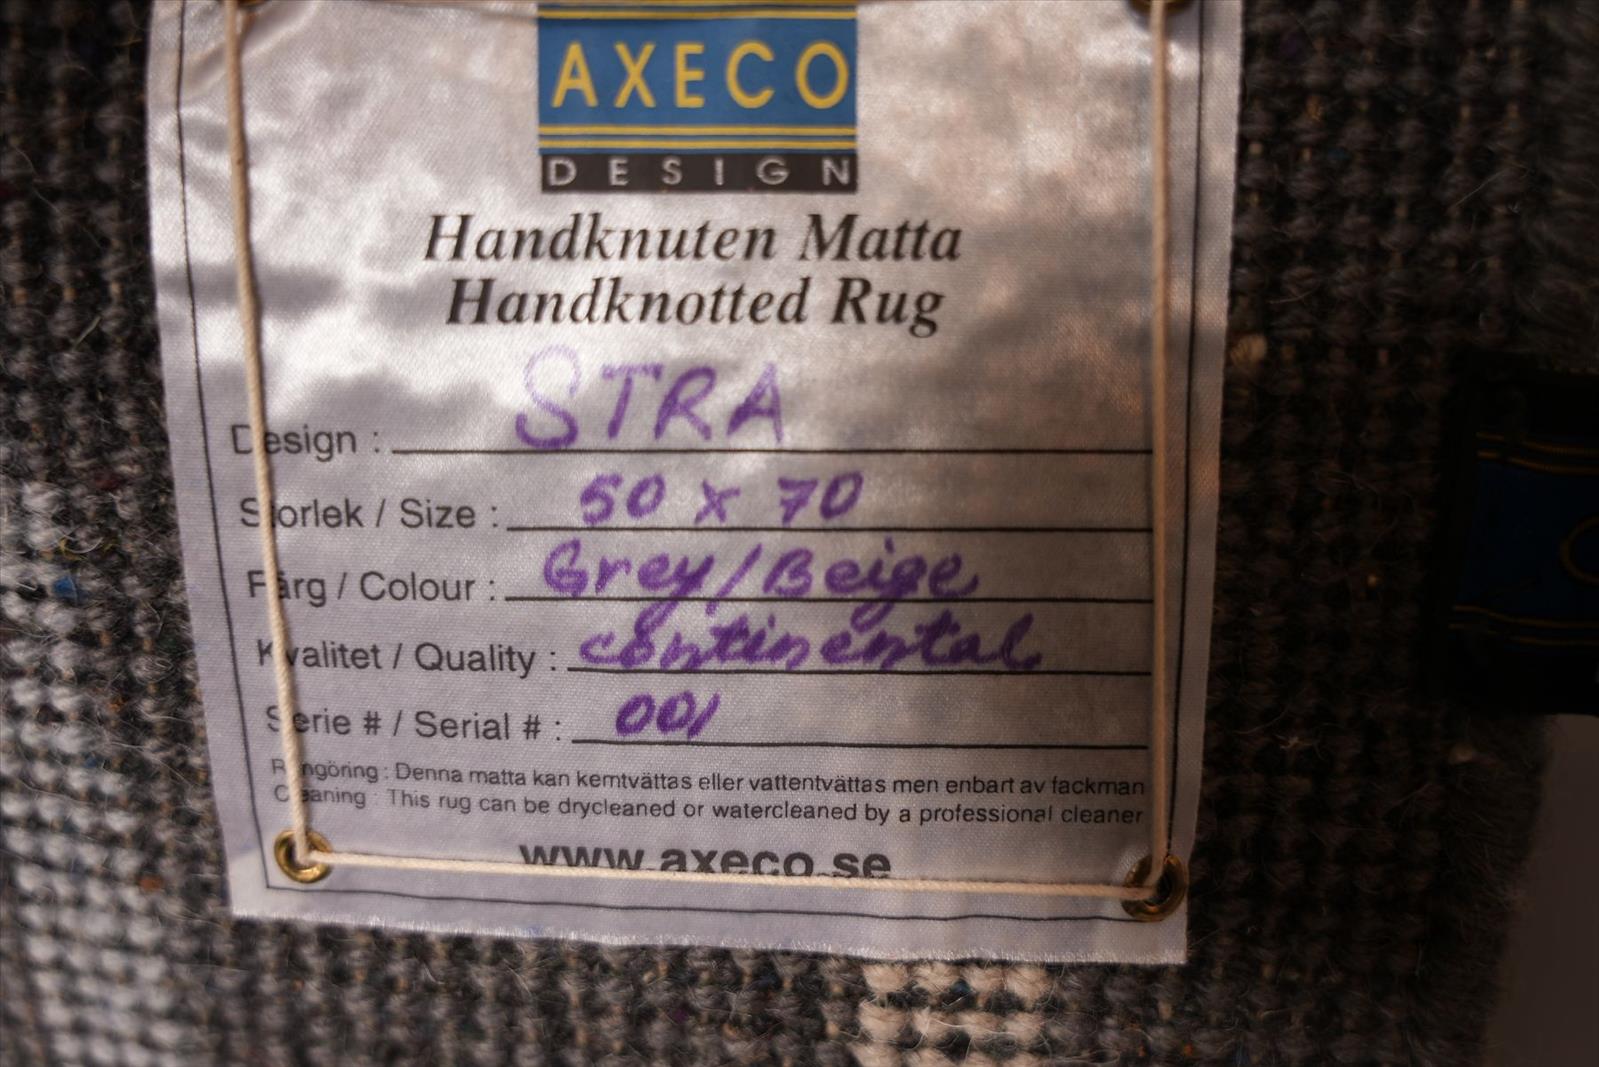 AXECO
DESIGN
Handknuten Matta
Handknotted Rug
Design : STRA
Storlek / Size : 50 x 70
Färg / Colour : Grey/Beige
Kvalitet / Quality : continental
Serie # / Serial # : 001
Rengöring : Denna matta kan kemtvättas eller vattentvättas men enbart av fackman
Cleaning : This rug can be drycleaned or watercleaned by a professional cleaner
www.axeco.se